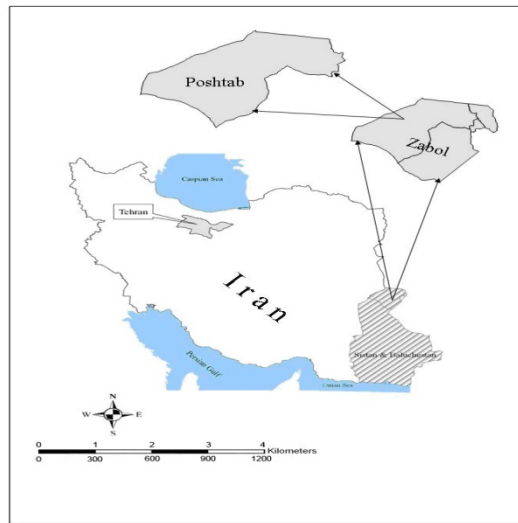 Poshtab
Zabol
Caspian Sea
Tehran
Iran
Sistan & Baluchestan
Persian Gulf
Oman Sea
N
W E
S
0 1 2 3 4
Kilometers
0 300 600 900 1200